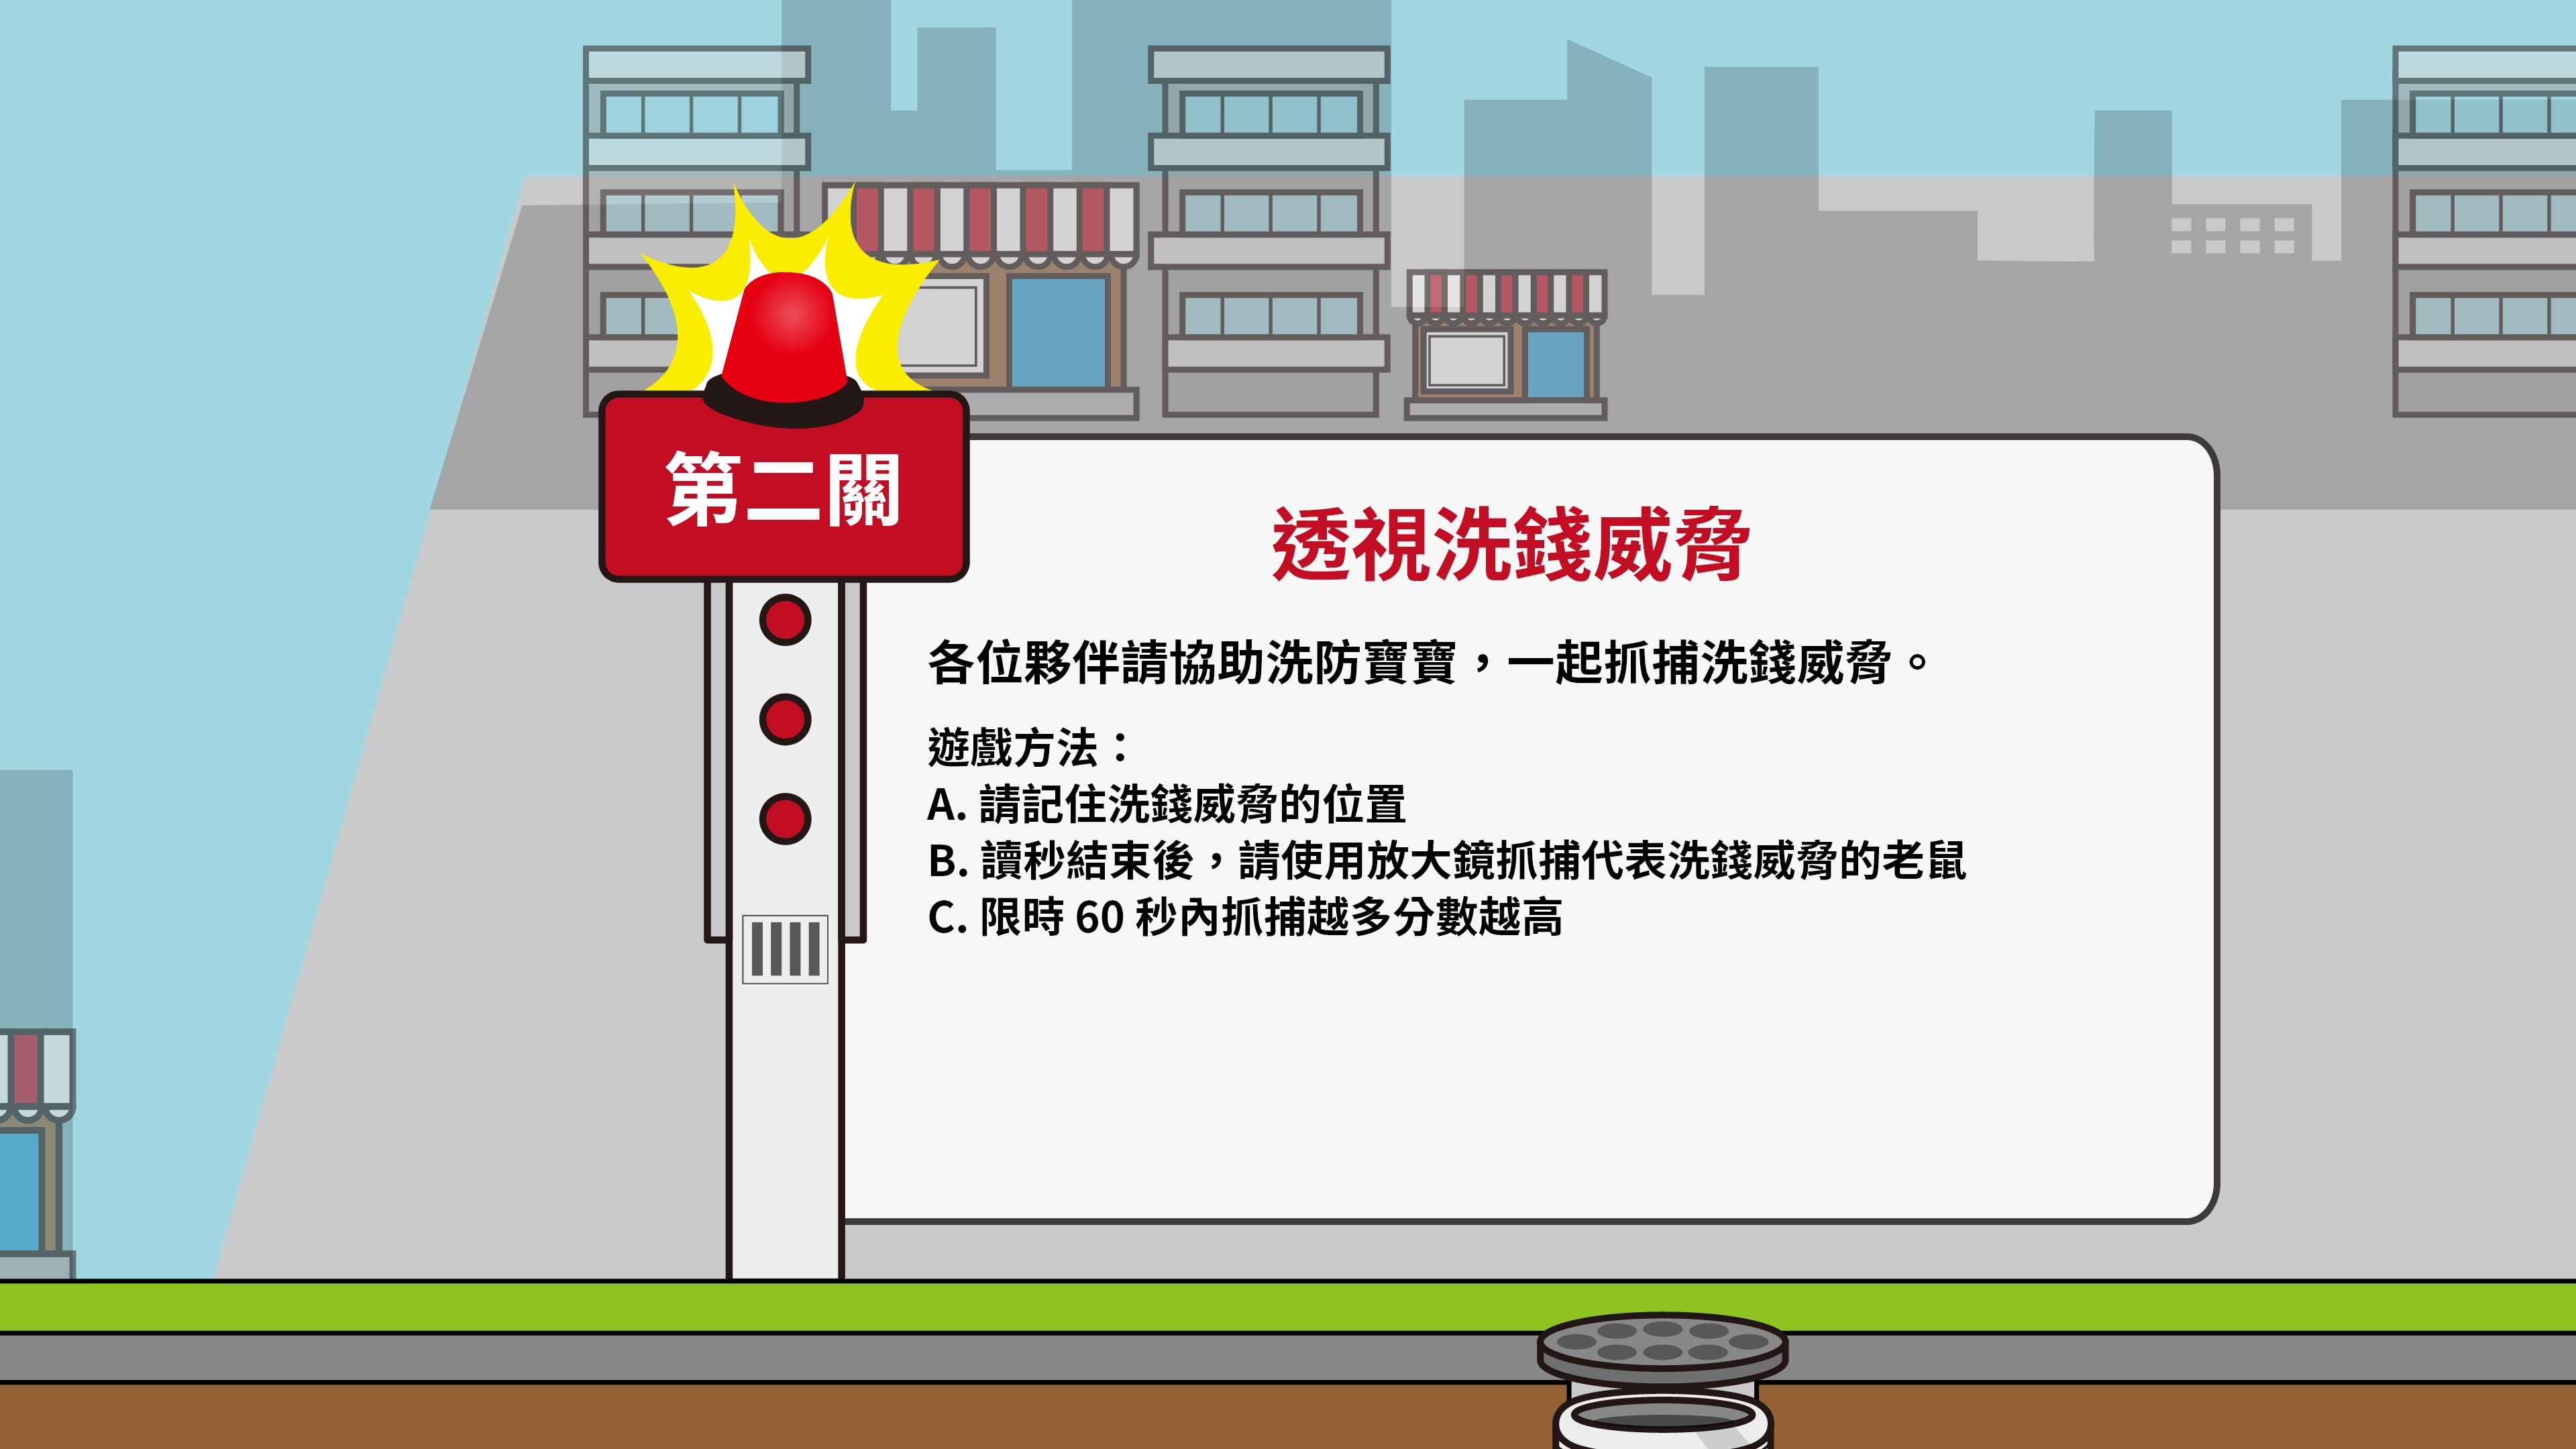 第二關
透視洗錢威脅
各位夥伴請協助洗防寶寶，一起抓捕洗錢威脅。
遊戲方法：
A. 請記住洗錢威脅的位置
B. 讀秒結束後，請使用放大鏡抓捕代表洗錢威脅的老鼠
C. 限時 60 秒內抓捕越多分數越高